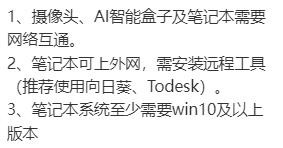 1、摄像头、AI智能盒子及笔记本需要
网络互通。
2、笔记本可上外网，需安装远程工具
（推荐使用向日葵、Todesk）。
3、笔记本系统至少需要win10及以上
版本